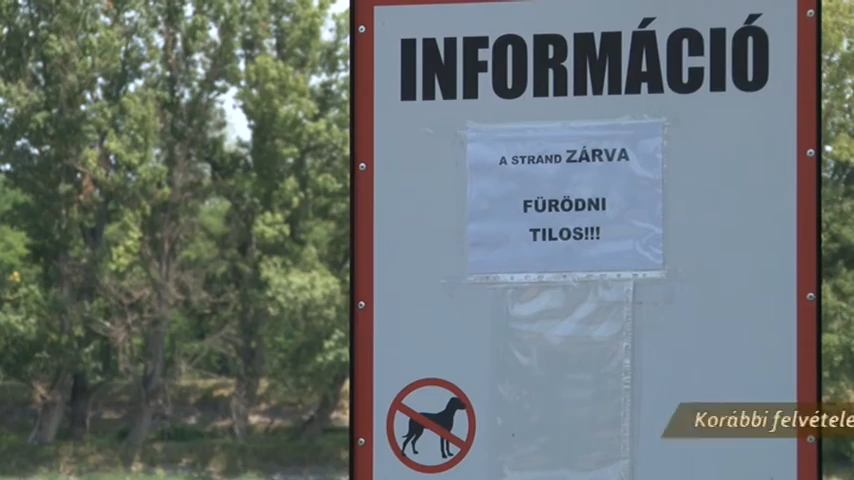 INFORMÁCIÓ
A STRAND ZÁRVA
FÜRÖDNI
TILOS!!!
Korábbi felvétele